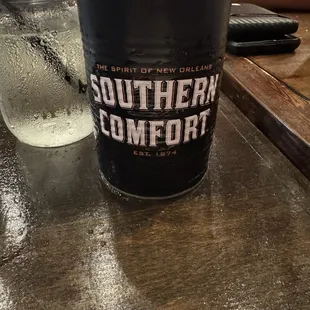 THE SPIRIT OF NEW ORLEANS
SOUTHERN
COMFORT
EST. 1874